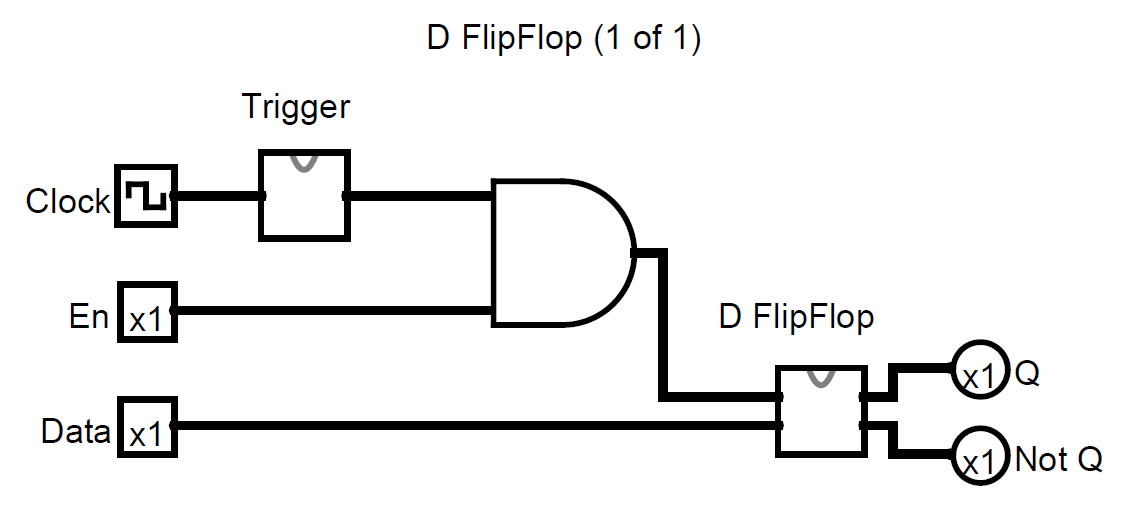 D FlipFlop (1 of 1)
Trigger
Clock
En x1
D FlipFlop
x1 Q
Data x1
x1 Not Q